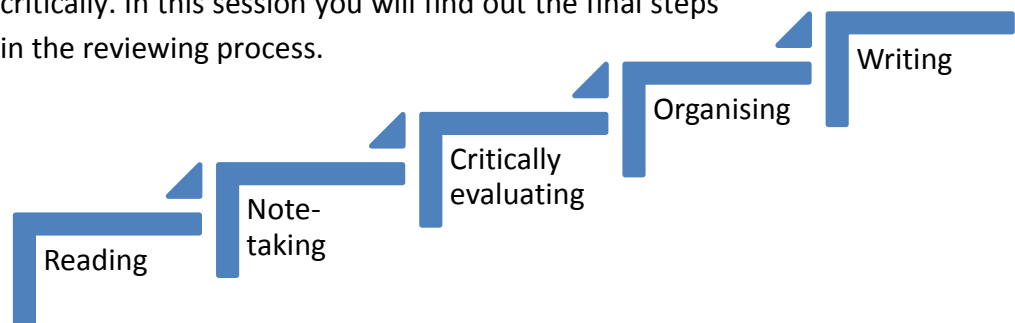 critically. In this session you will find out the final steps
in the reviewing process.
Reading
Note-
taking
Critically
evaluating
Organising
Writing